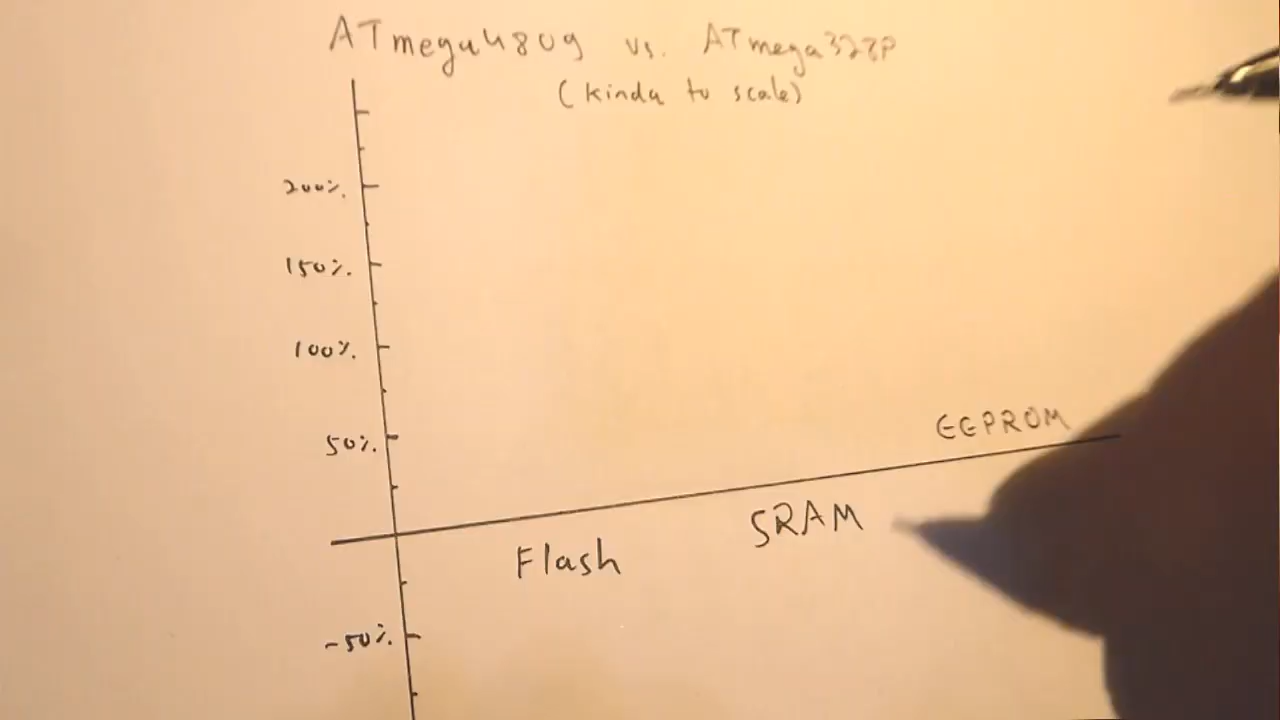 ATmega4809 vs. ATmega328P
(kinda to scale)
200%
150%
100%
50%
EEPROM
SRAM
Flash
-50%